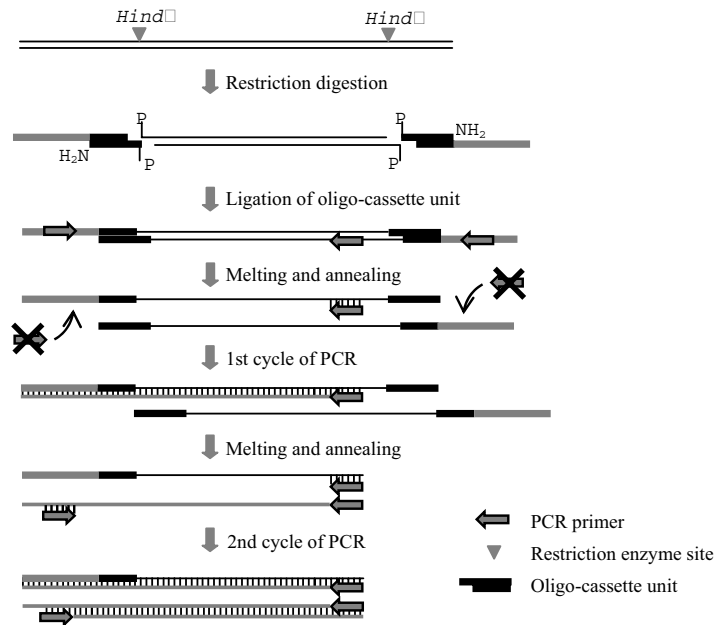 Hind□ Hind□
Restriction digestion
P P
H₂N P P NH₂
Ligation of oligo-cassette unit
Melting and annealing
1st cycle of PCR
Melting and annealing
2nd cycle of PCR
PCR primer
Restriction enzyme site
Oligo-cassette unit